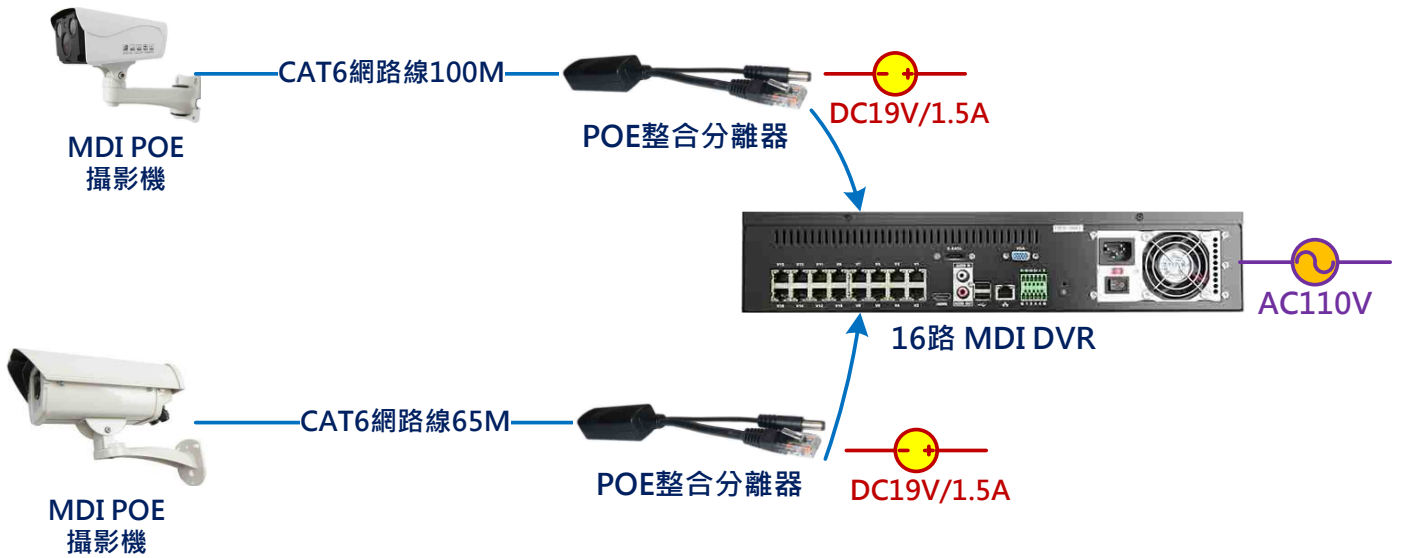 CAT6網路線100M
DC19V/1.5A
POE整合分離器
MDI POE
攝影機
AC110V
16路 MDI DVR
CAT6網路線65M
POE整合分離器
DC19V/1.5A
MDI POE
攝影機